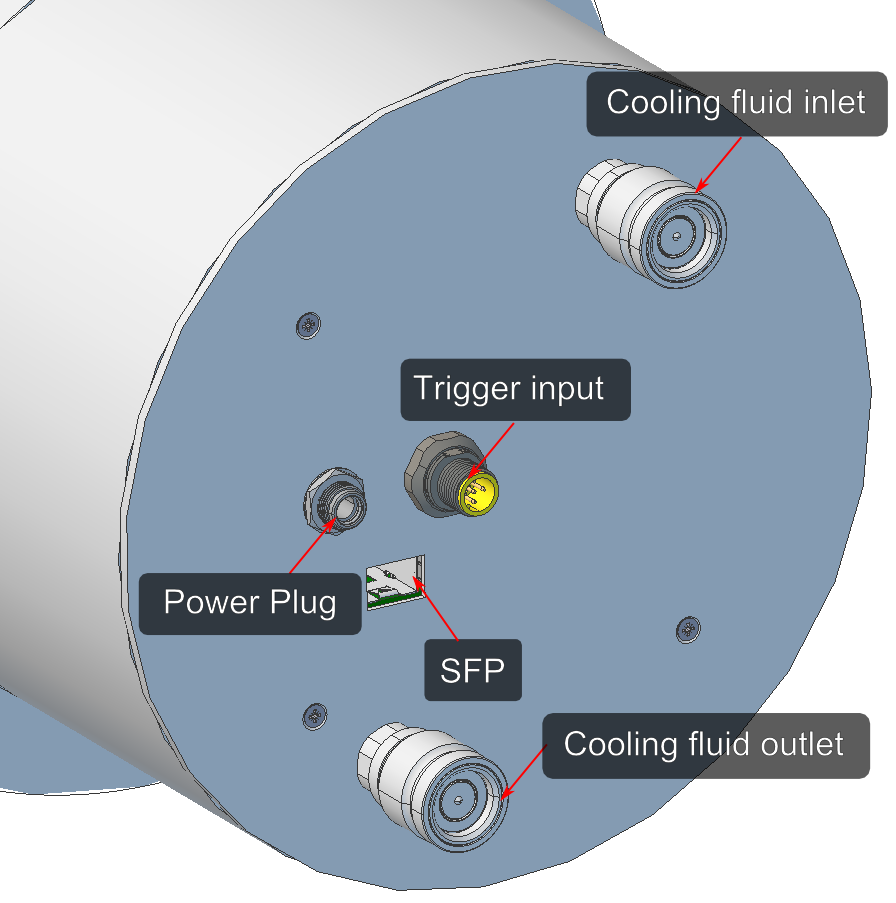 Cooling fluid inlet
Trigger input
Power Plug
SFP
Cooling fluid outlet